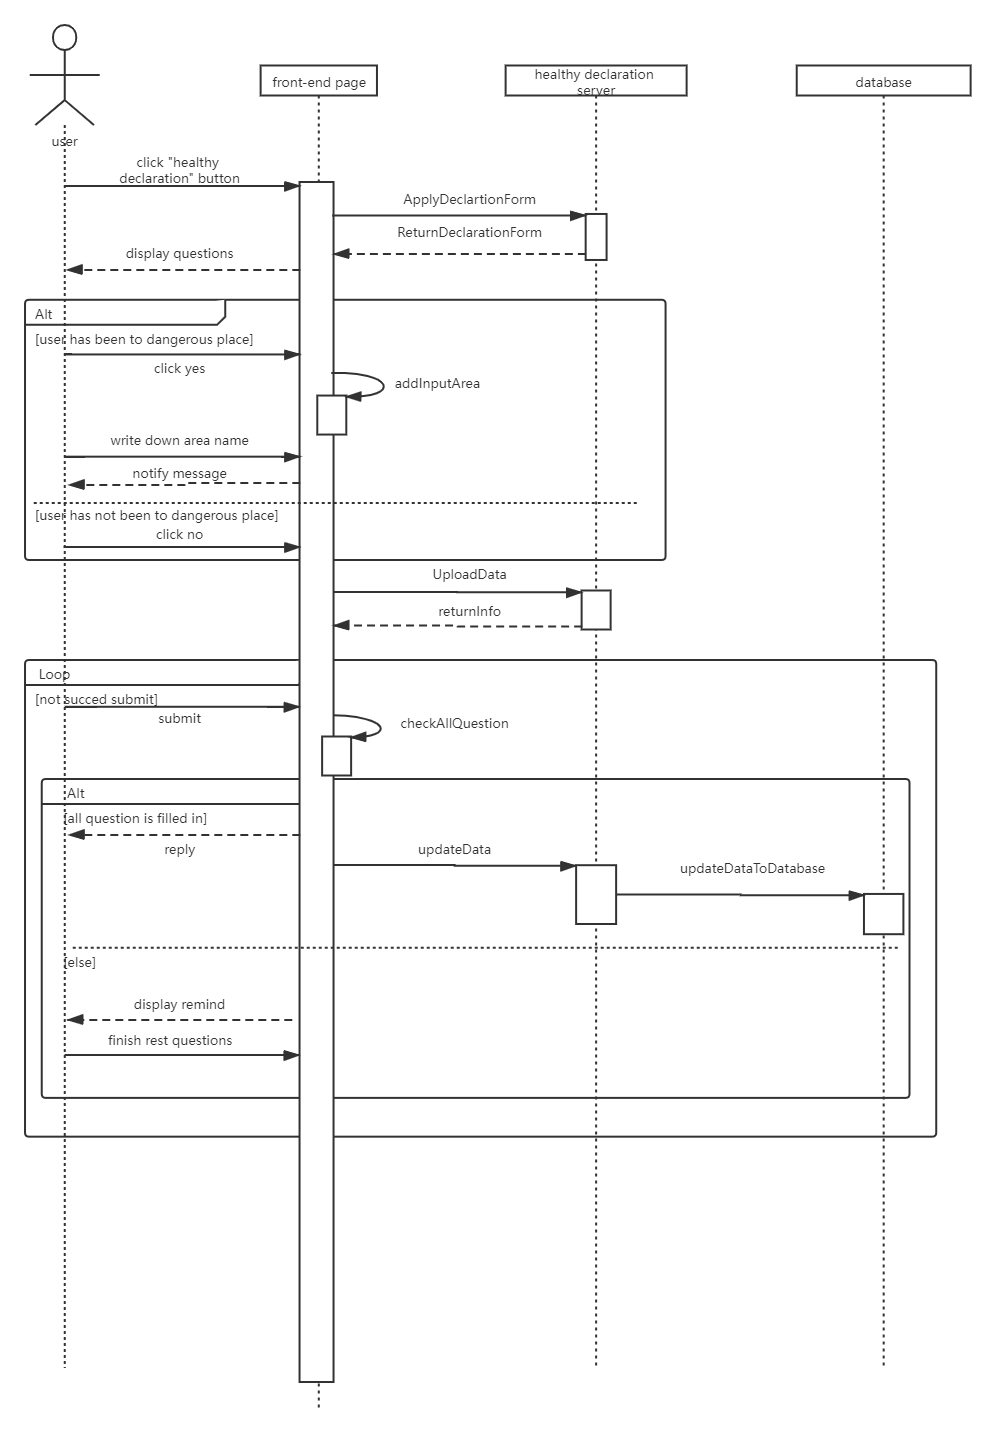 front-end page
healthy declaration
server
database
user
click "healthy
declaration" button
ApplyDeclartionForm
ReturnDeclarationForm
display questions
Alt
[user has been to dangerous place]
click yes
addInputArea
write down area name
notify message
[user has not been to dangerous place]
click no
UploadData
returnInfo
Loop
[not succed submit]
submit
checkAllQuestion
Alt
[all question is filled in]
reply
updateData
updateDataToDatabase
[else]
display remind
finish rest questions